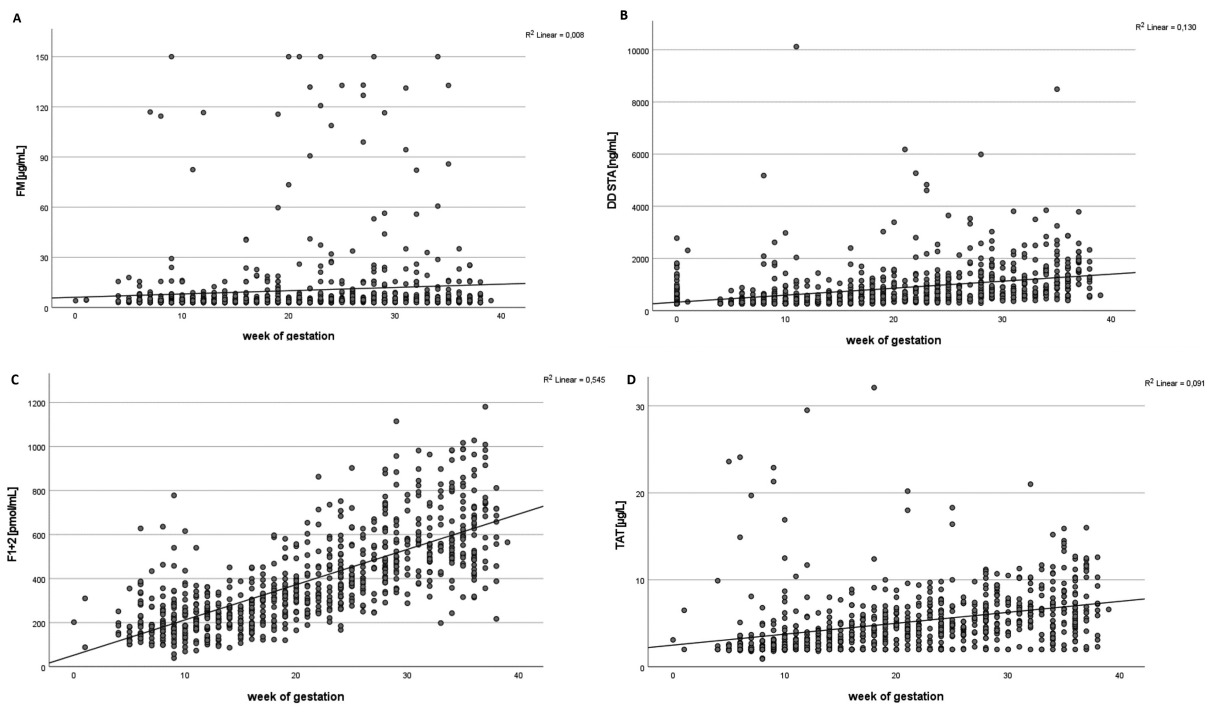 A
R2 Linear = 0,008
FM [µg/mL]
150
120
90
60
30
0
0 10 20 30 40
week of gestation
B
R2 Linear = 0,130
DD STA [ng/mL]
10000
8000
6000
4000
2000
0
0 10 20 30 40
week of gestation
C
R2 Linear = 0,545
F1+2 [pmol/mL]
1200
1000
800
600
400
200
0
0 10 20 30 40
week of gestation
D
R2 Linear = 0,091
TAT [µg/L]
30
20
10
0
0 10 20 30 40
week of gestation